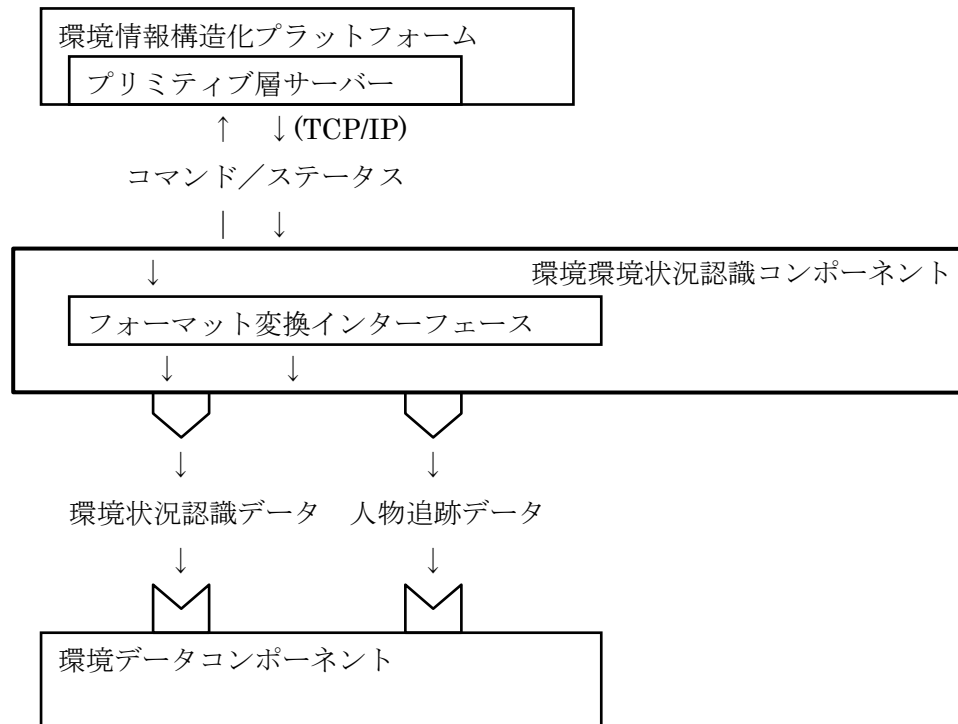 環境情報構造化プラットフォーム
プリミティブ層サーバー
↑ ↓(TCP/IP)
コマンド／ステータス
| ↓
↓ 環境環境状況認識コンポーネント
フォーマット変換インターフェース
↓ ↓
↓ ↓
環境状況認識データ 人物追跡データ
↓ ↓
環境データコンポーネント